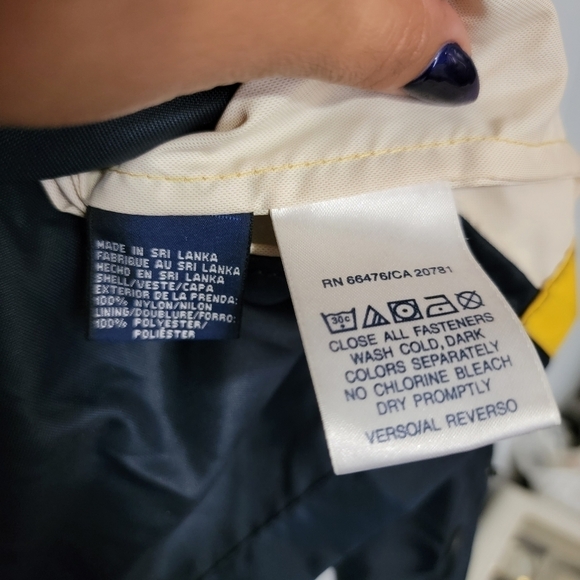 MADE IN SRI LANKA
FABRIQUE AU SRI LANKA
HECHO EN SRI LANKA
SHELL/VESTE/CAPA
EXTERIOR DE LA PRENDA:
100% NYLON/NILON
LINING/DOUBLURE/FORRO:
100% POLYESTER/
POLIÉSTER
RN 66476/CA 20781
30c
CLOSE ALL FASTENERS
WASH COLD, DARK
COLORS SEPARATELY
NO CHLORINE BLEACH
DRY PROMPTLY
VERSO/AL REVERSO